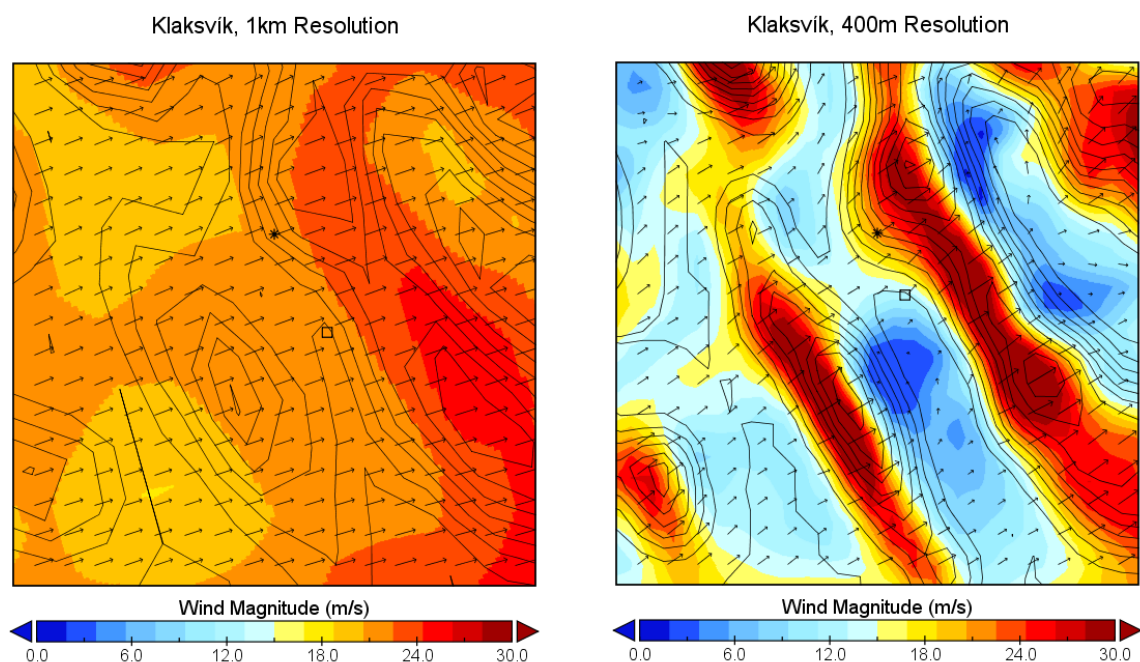 Klaksvík, 1km Resolution
Klaksvík, 400m Resolution
Wind Magnitude (m/s)
0.0 6.0 12.0 18.0 24.0 30.0
Wind Magnitude (m/s)
0.0 6.0 12.0 18.0 24.0 30.0